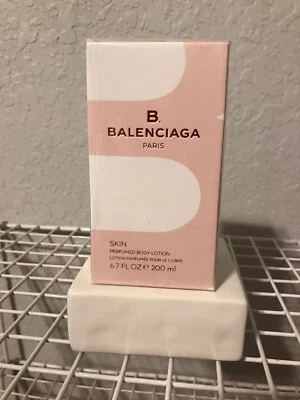 B.
BALENCIAGA
PARIS
SKIN
PERFUMED BODY LOTION
LOTION PARFUMÉE POUR LE CORPS
6.7 FL OZ ℮ 200 ml